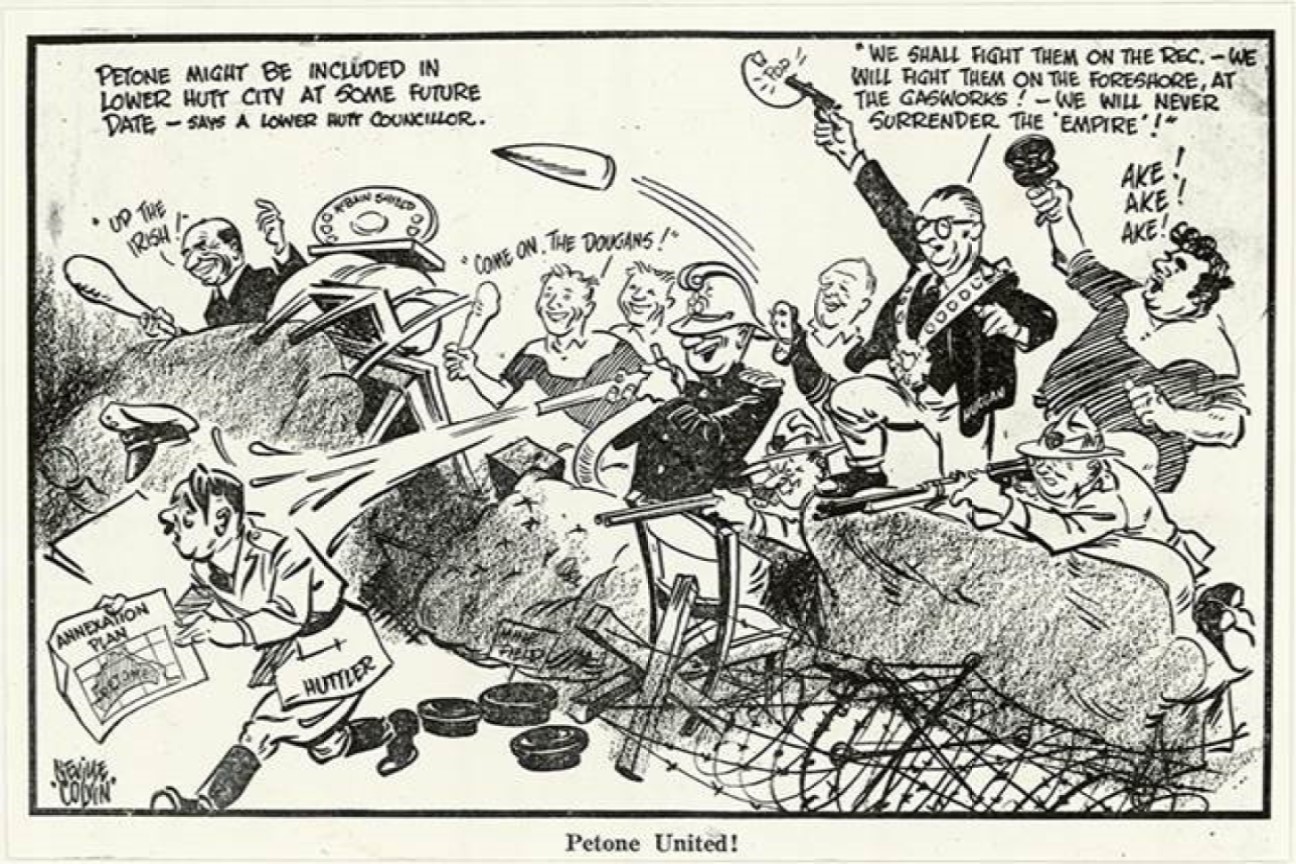 PETONE MIGHT BE INCLUDED IN
LOWER HUTT CITY AT SOME FUTURE
DATE - SAYS A LOWER HUTT COUNCILLOR.
"WE SHALL FIGHT THEM ON THE REC. - WE
WILL FIGHT THEM ON THE FORESHORE, AT
THE GASWORKS! - WE WILL NEVER
SURRENDER THE 'EMPIRE'!"
POP!
AKE!
AKE!
AKE!
"UP THE
IRISH!"
SHIELD
"COME ON. THE DOUGANS!"
ANNEXATION
PLAN
HUTTLER
MINE
FIELD
NEVILLE
"COLVIN"
Petone United!